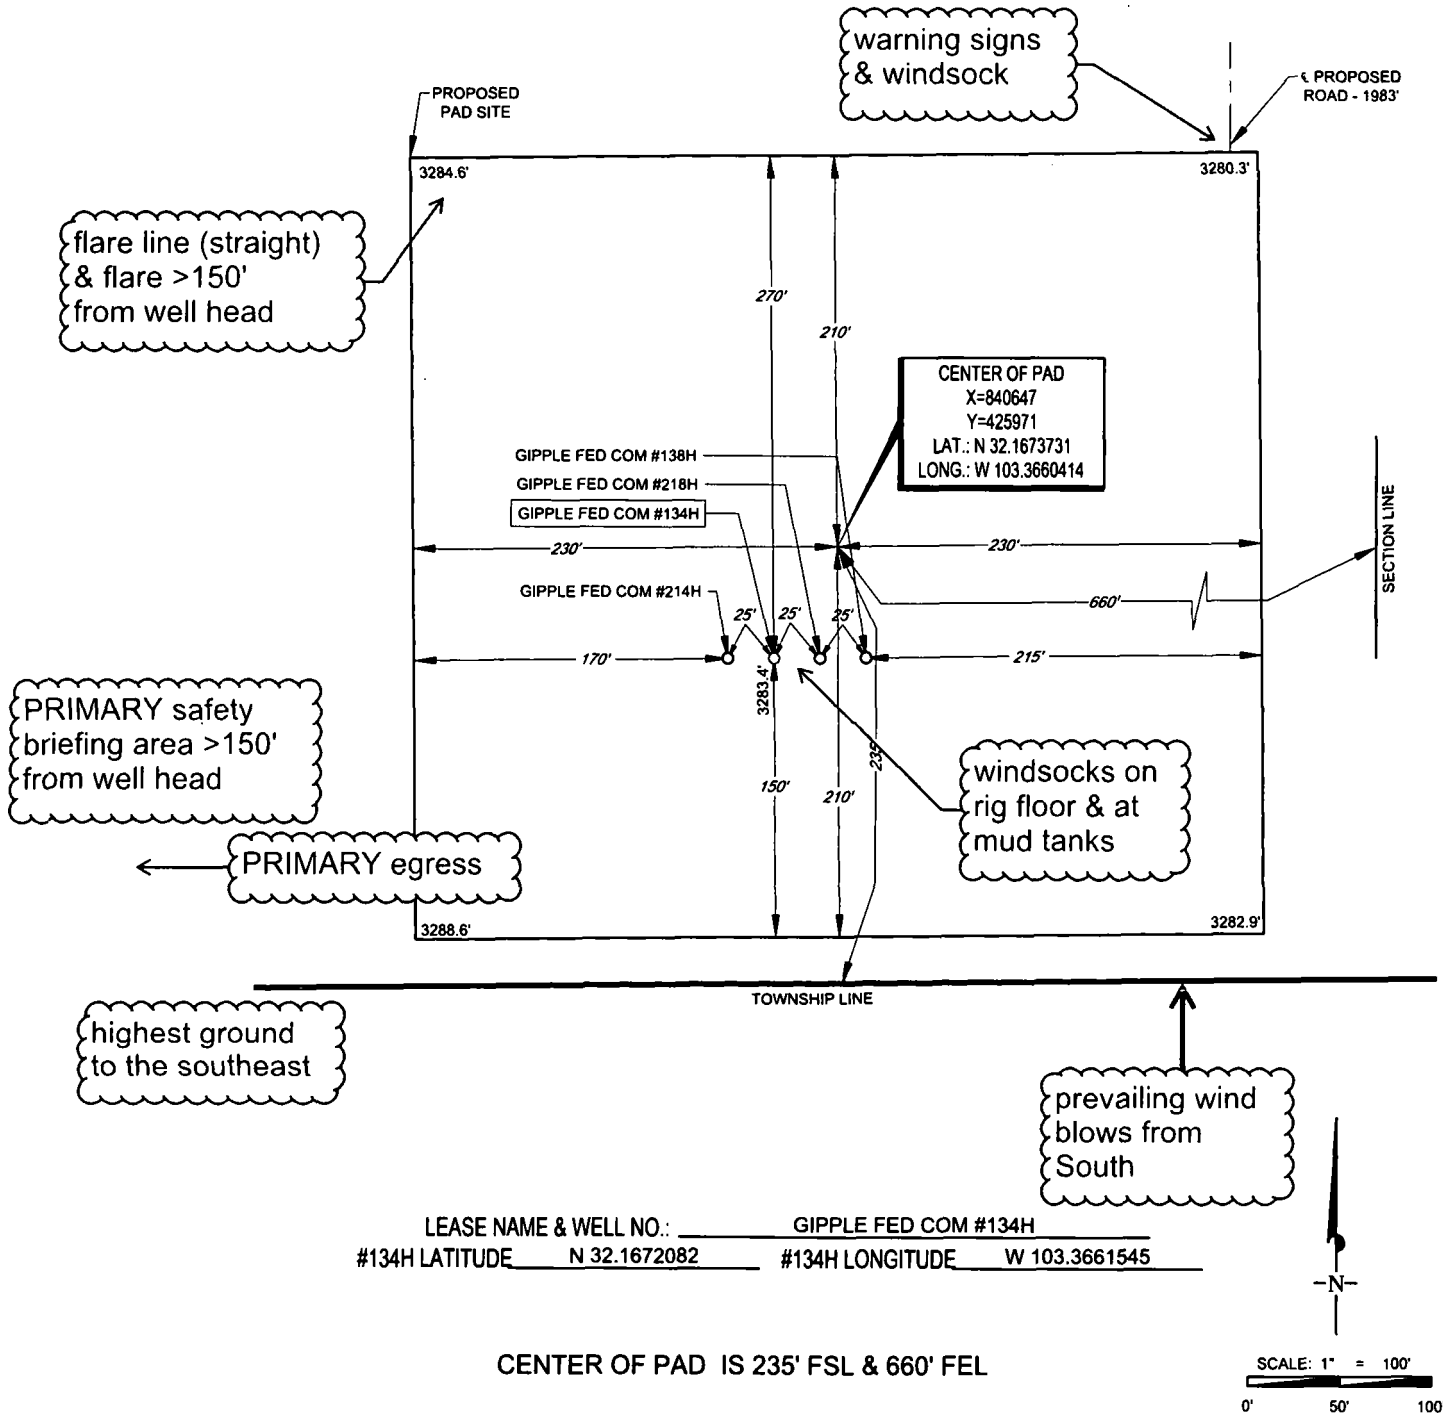 warning signs
& windsock
PROPOSED
PAD SITE
℄ PROPOSED
ROAD - 1983'
3284.6'
3280.3'
flare line (straight)
& flare >150'
from well head
270'
210'
CENTER OF PAD
X=840647
Y=425971
LAT.: N 32.1673731
LONG.: W 103.3660414
GIPPLE FED COM #138H
GIPPLE FED COM #218H
GIPPLE FED COM #134H
230'
230'
SECTION LINE
GIPPLE FED COM #214H
660'
25'
25'
25'
170'
215'
3283.4'
PRIMARY safety
briefing area >150'
from well head
235'
150'
210'
windsocks on
rig floor & at
mud tanks
PRIMARY egress
3288.6'
3282.9'
TOWNSHIP LINE
highest ground
to the southeast
prevailing wind
blows from
South
LEASE NAME & WELL NO.: GIPPLE FED COM #134H
#134H LATITUDE N 32.1672082 #134H LONGITUDE W 103.3661545
-N-
CENTER OF PAD IS 235' FSL & 660' FEL
SCALE: 1" = 100'
0' 50' 100